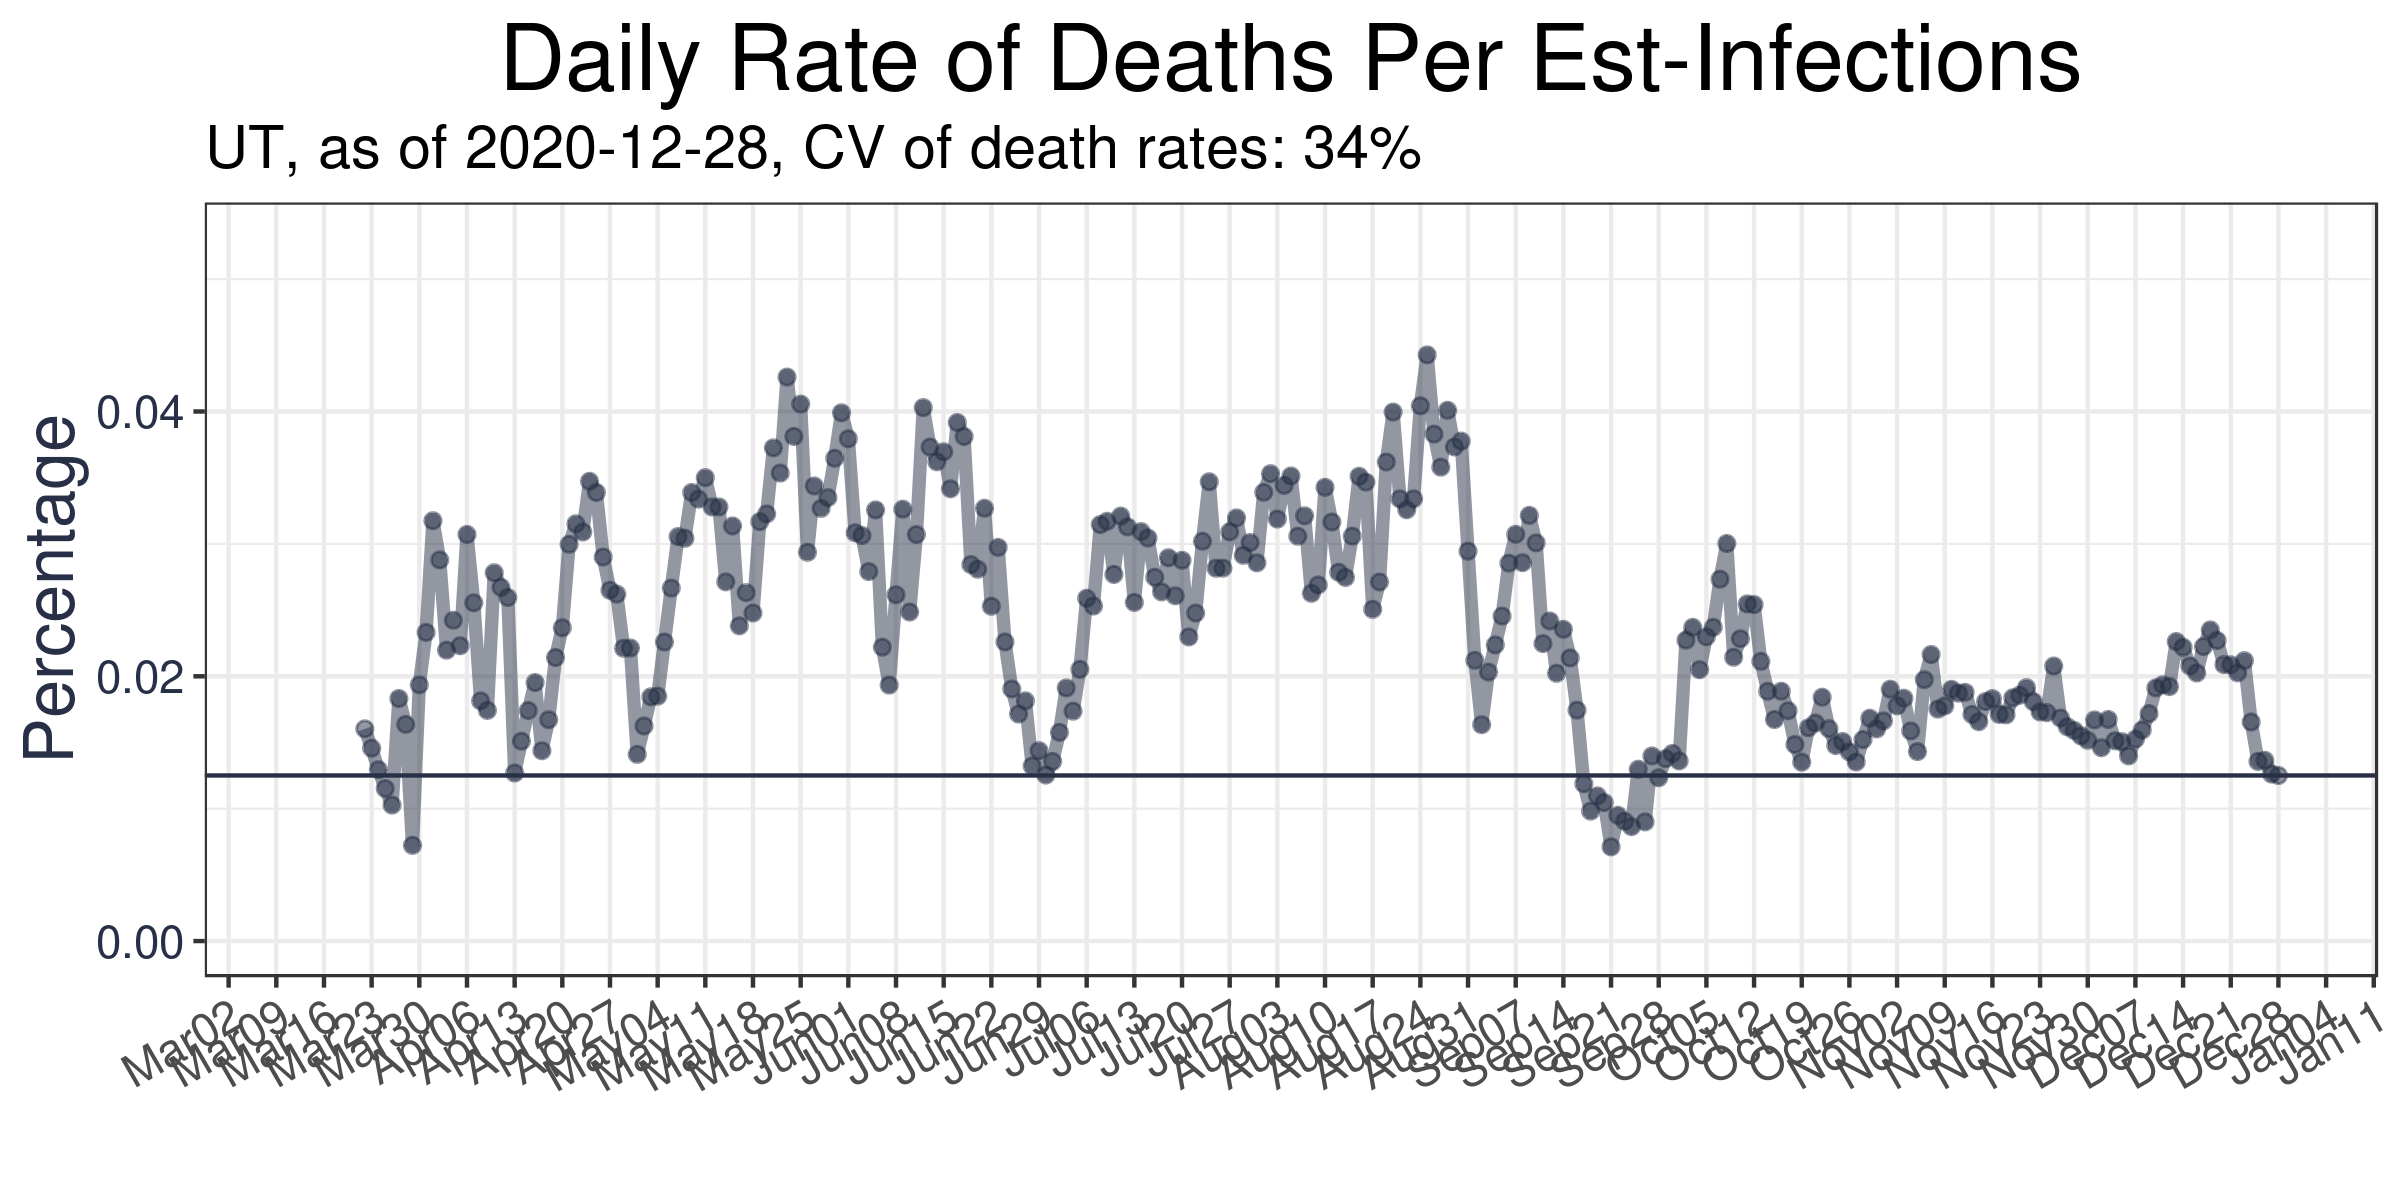 Daily Rate of Deaths Per Est-Infections
UT, as of 2020-12-28, CV of death rates: 34%
Percentage
0.04
0.02
0.00
Mar02
Mar09
Mar16
Mar23
Mar30
Apr06
Apr13
Apr20
Apr27
May04
May11
May18
May25
Jun01
Jun08
Jun15
Jun22
Jun29
Jul06
Jul13
Jul20
Jul27
Aug03
Aug10
Aug17
Aug24
Aug31
Sep07
Sep14
Sep21
Sep28
Oct05
Oct12
Oct19
Oct26
Nov02
Nov09
Nov16
Nov23
Nov30
Dec07
Dec14
Dec21
Dec28
Jan04
Jan11